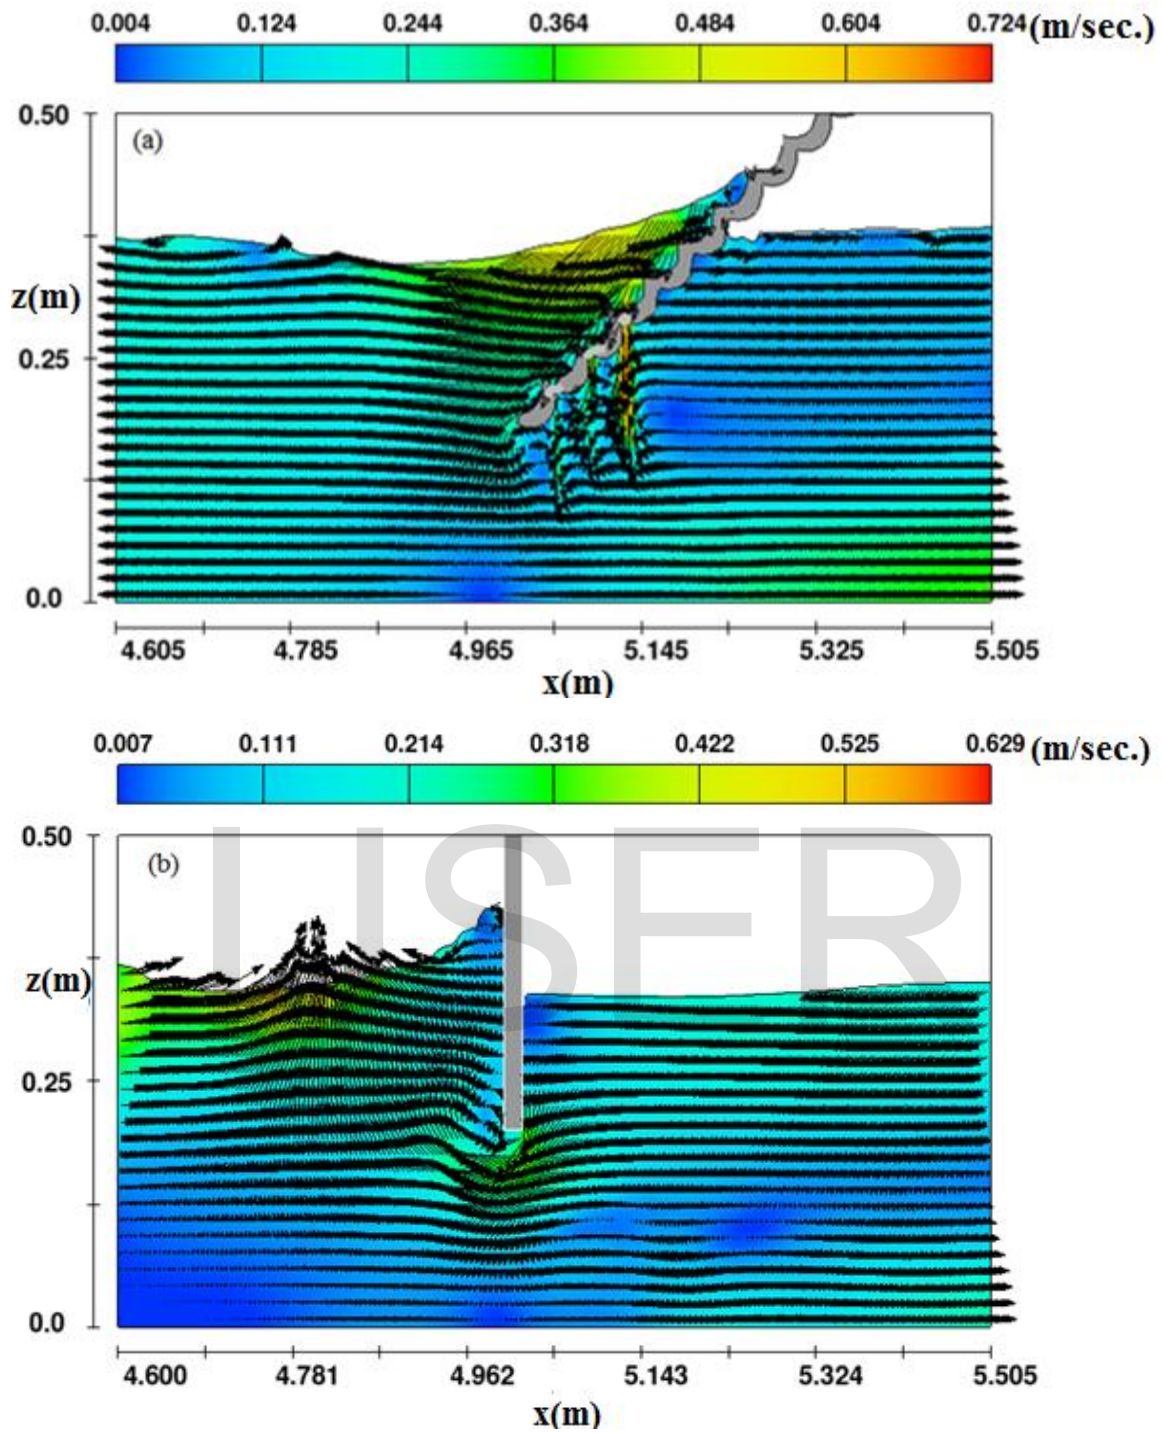 0.004 0.124 0.244 0.364 0.484 0.604 0.724 (m/sec.)
0.50
(a)
z(m)
0.25
0.0
4.605 4.785 4.965 5.145 5.325 5.505
x(m)
0.007 0.111 0.214 0.318 0.422 0.525 0.629 (m/sec.)
0.50
(b)
IJSER
z(m)
0.25
0.0
4.600 4.781 4.962 5.143 5.324 5.505
x(m)